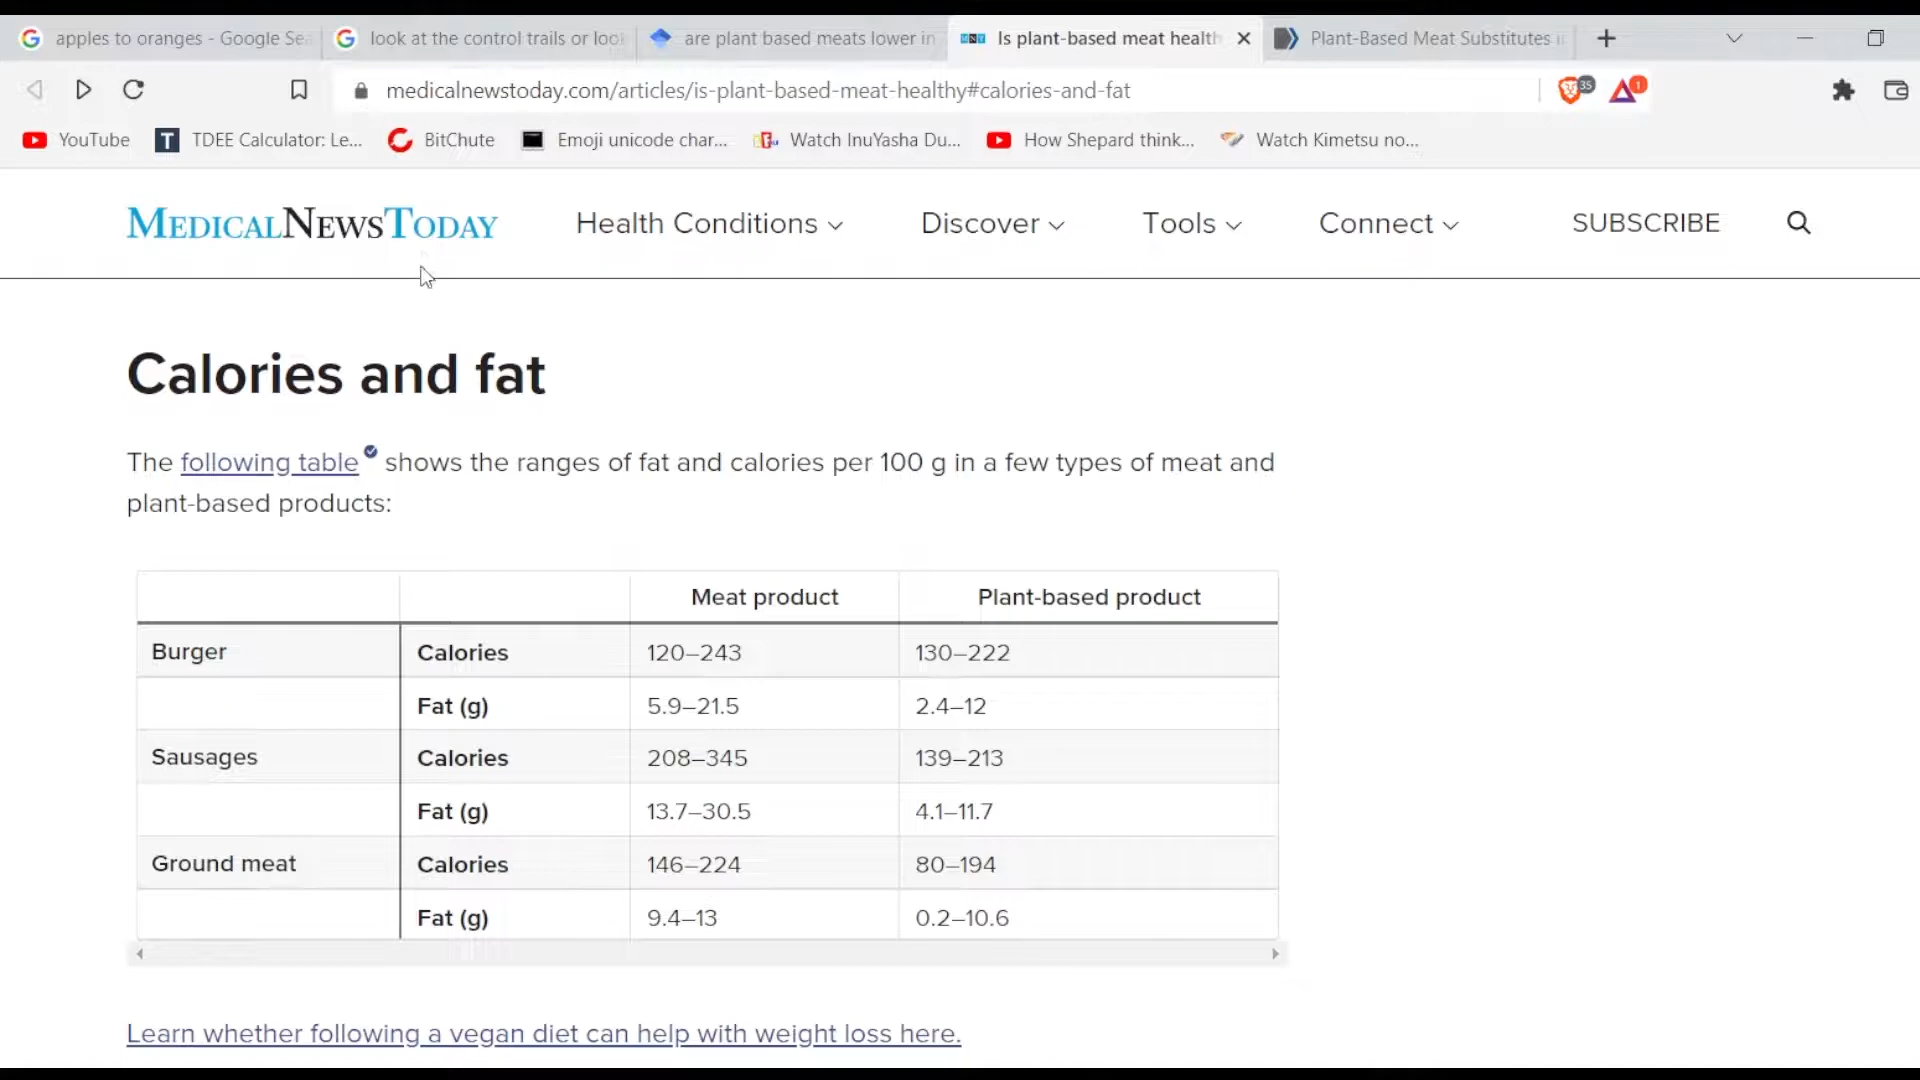 apples to oranges - Google Sea
look at the control trails or loo
are plant based meats lower in
Is plant-based meat health
Plant-Based Meat Substitutes i
medicalnewstoday.com/articles/is-plant-based-meat-healthy#calories-and-fat
35
1
YouTube
TDEE Calculator: Le...
BitChute
Emoji unicode char...
Watch InuYasha Du...
How Shepard think...
Watch Kimetsu no...
MEDICALNEWSTODAY
Health Conditions
Discover
Tools
Connect
SUBSCRIBE
Calories and fat
The following table shows the ranges of fat and calories per 100 g in a few types of meat and
plant-based products:
Meat product Plant-based product
Burger Calories 120–243 130–222
Fat (g) 5.9–21.5 2.4–12
Sausages Calories 208–345 139–213
Fat (g) 13.7–30.5 4.1–11.7
Ground meat Calories 146–224 80–194
Fat (g) 9.4–13 0.2–10.6
Learn whether following a vegan diet can help with weight loss here.